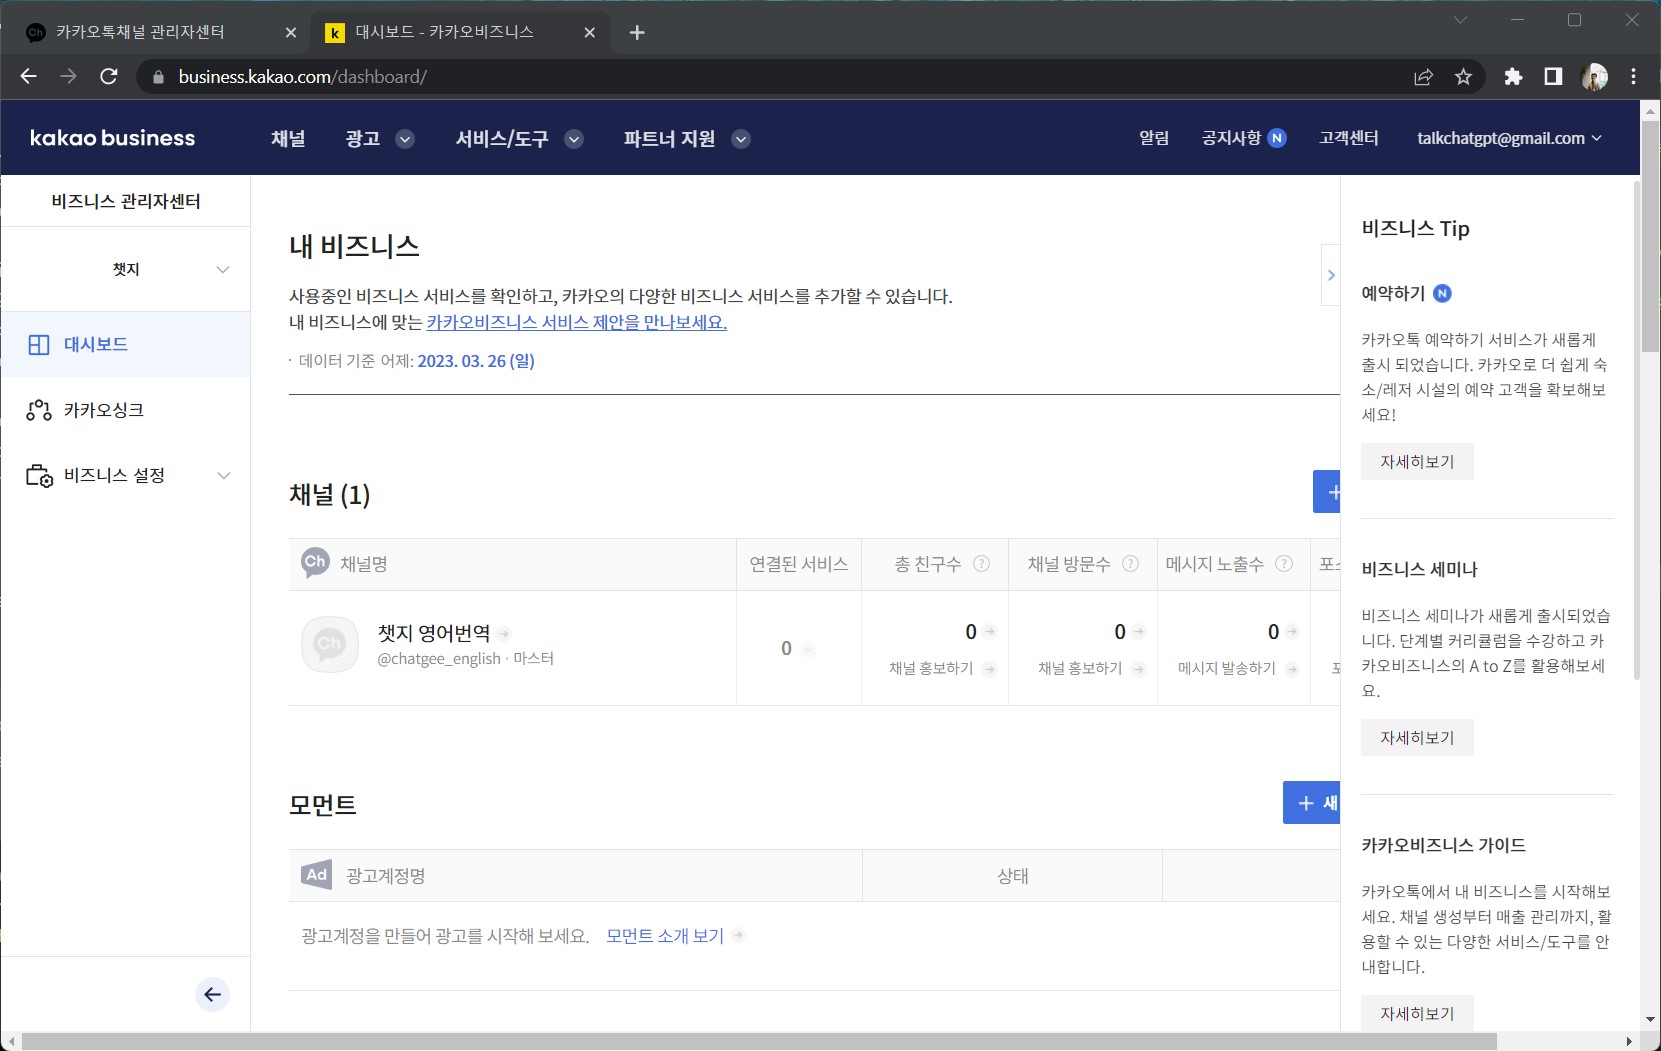 Ch 카카오톡채널 관리자센터
k 대시보드 - 카카오비즈니스
business.kakao.com/dashboard/
kakao business
채널
광고
서비스/도구
파트너 지원
알림
공지사항 N
고객센터
talkchatgpt@gmail.com
비즈니스 관리자센터
챗지
대시보드
카카오싱크
비즈니스 설정
내 비즈니스
사용중인 비즈니스 서비스를 확인하고, 카카오의 다양한 비즈니스 서비스를 추가할 수 있습니다.
내 비즈니스에 맞는 카카오비즈니스 서비스 제안을 만나보세요.
· 데이터 기준 어제: 2023. 03. 26 (일)
채널 (1)
Ch 채널명
연결된 서비스
총 친구수 ?
채널 방문수 ?
메시지 노출수 ?
Ch
챗지 영어번역
@chatgee_english · 마스터
0
0
채널 홍보하기
0
채널 홍보하기
0
메시지 발송하기
모먼트
+ 새
Ad 광고계정명
상태
광고계정을 만들어 광고를 시작해 보세요. 모먼트 소개 보기
비즈니스 Tip
예약하기 N
카카오톡 예약하기 서비스가 새롭게
출시 되었습니다. 카카오로 더 쉽게 숙
소/레저 시설의 예약 고객을 확보해보
세요!
자세히보기
비즈니스 세미나
비즈니스 세미나가 새롭게 출시되었습
니다. 단계별 커리큘럼을 수강하고 카
카오비즈니스의 A to Z를 활용해보세
요.
자세히보기
카카오비즈니스 가이드
카카오톡에서 내 비즈니스를 시작해보
세요. 채널 생성부터 매출 관리까지, 활
용할 수 있는 다양한 서비스/도구를 안
내합니다.
자세히보기